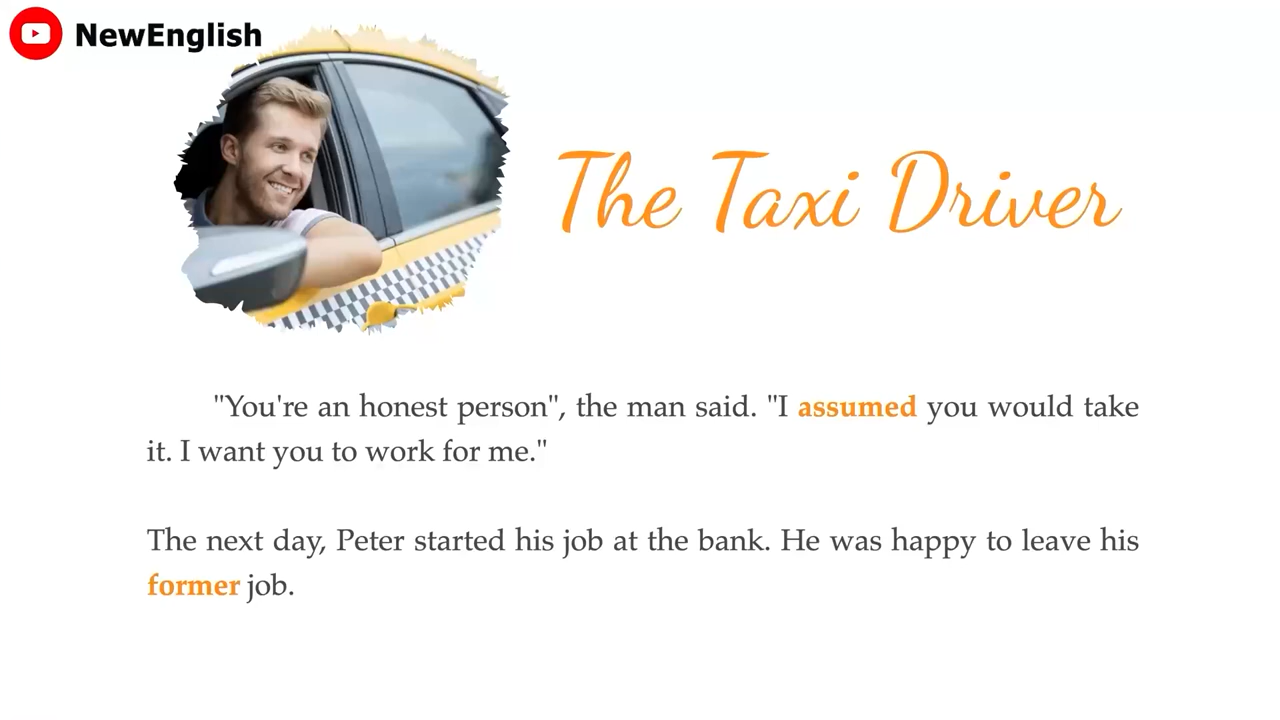 NewEnglish
The Taxi Driver
"You're an honest person", the man said. "I assumed you would take
it. I want you to work for me."
The next day, Peter started his job at the bank. He was happy to leave his
former job.